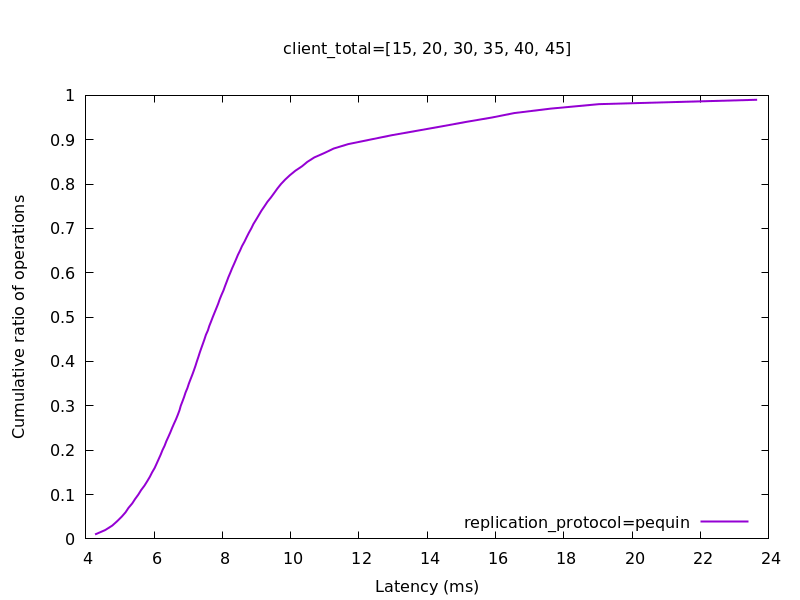 client_total=[15, 20, 30, 35, 40, 45]
1
0.9
0.8
0.7
0.6
0.5
0.4
0.3
0.2
0.1
0
Cumulative ratio of operations
replication_protocol=pequin
4 6 8 10 12 14 16 18 20 22 24
Latency (ms)